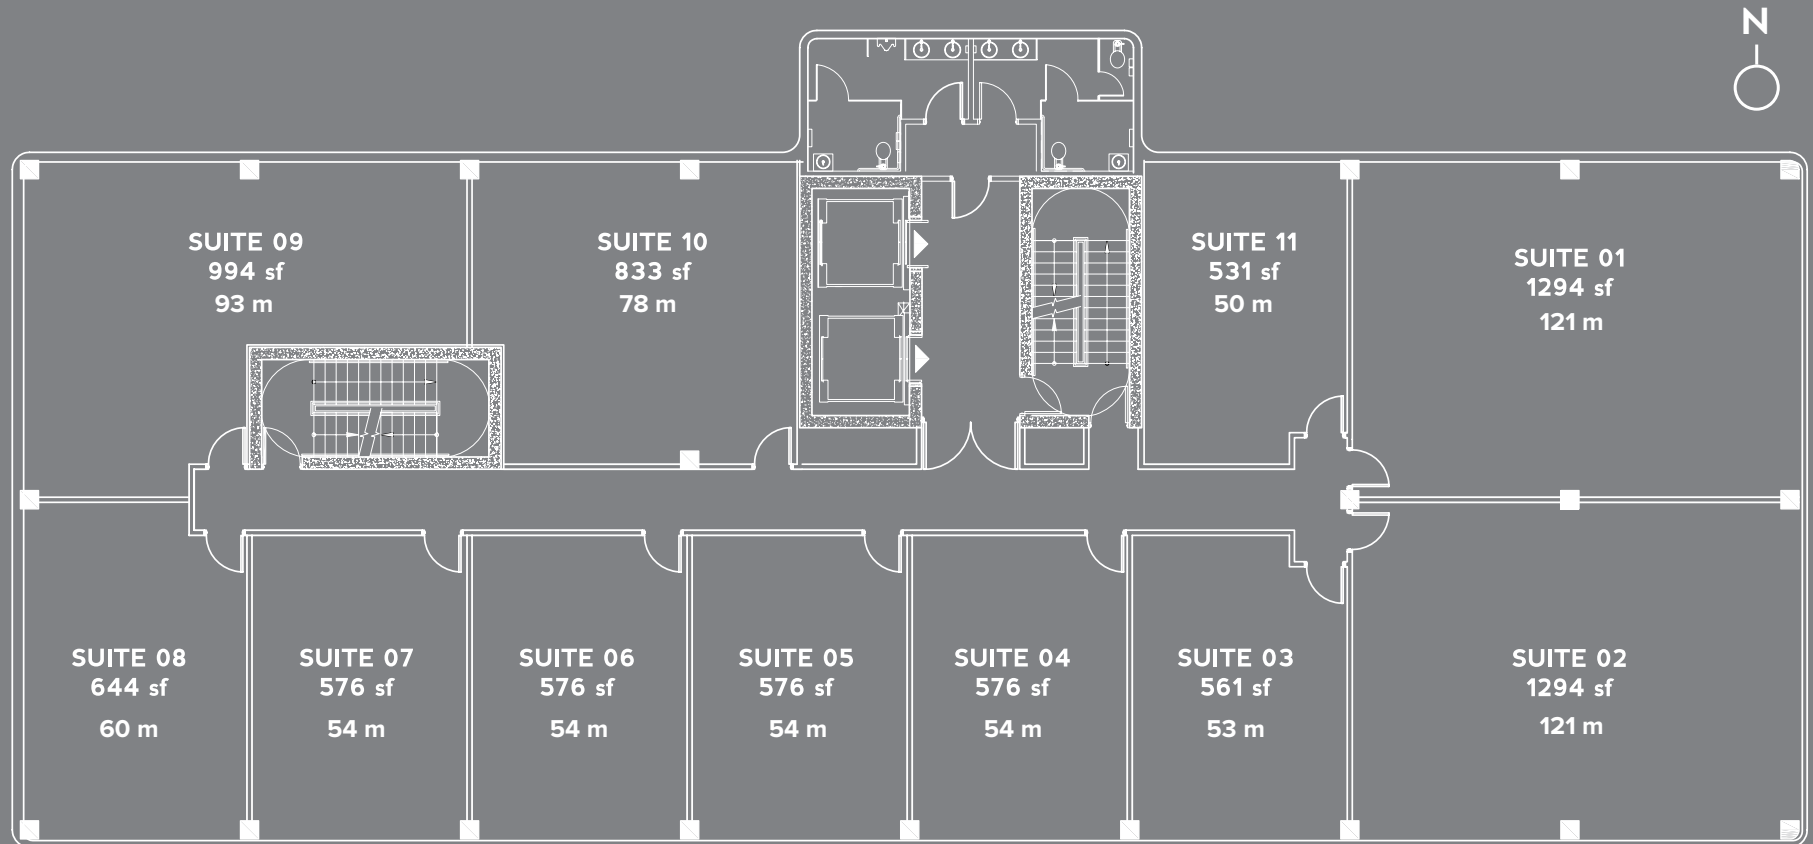 N
SUITE 09
994 sf
93 m
SUITE 10
833 sf
78 m
SUITE 11
531 sf
50 m
SUITE 01
1294 sf
121 m
SUITE 08
644 sf
60 m
SUITE 07
576 sf
54 m
SUITE 06
576 sf
54 m
SUITE 05
576 sf
54 m
SUITE 04
576 sf
54 m
SUITE 03
561 sf
53 m
SUITE 02
1294 sf
121 m